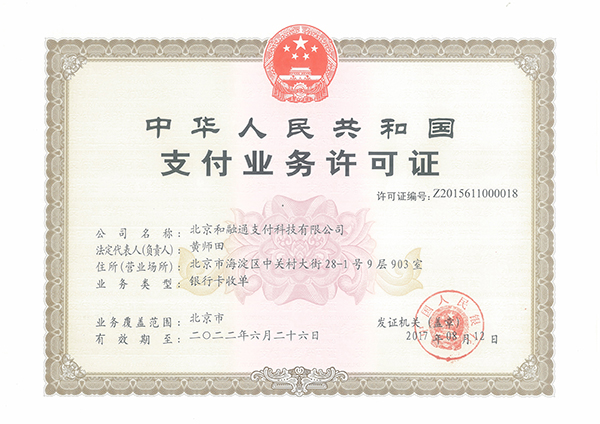 中华人民共和国
支付业务许可证
许可证编号：Z2015611000018
公司名称：北京和融通支付科技有限公司
法定代表人(负责人)：黄师田
住所(营业场所)：北京市海淀区中关村大街28-1号9层903室
业务类型：银行卡收单
业务覆盖范围：北京市
有效期至：二〇二二年六月二十六日
发证机关（盖章）
2017年08月12日
中国人民银